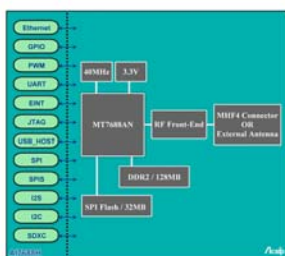 Ethernet
GPIO
PWM
UART
EINT
JTAG
USB_HOST
SPI
SPIS
I2S
I2C
SDXC
40MHz
3.3V
MT7688AN
RF Front-End
MHF4 Connector
OR
External Antenna
DDR2 / 128MB
SPI Flash / 32MB